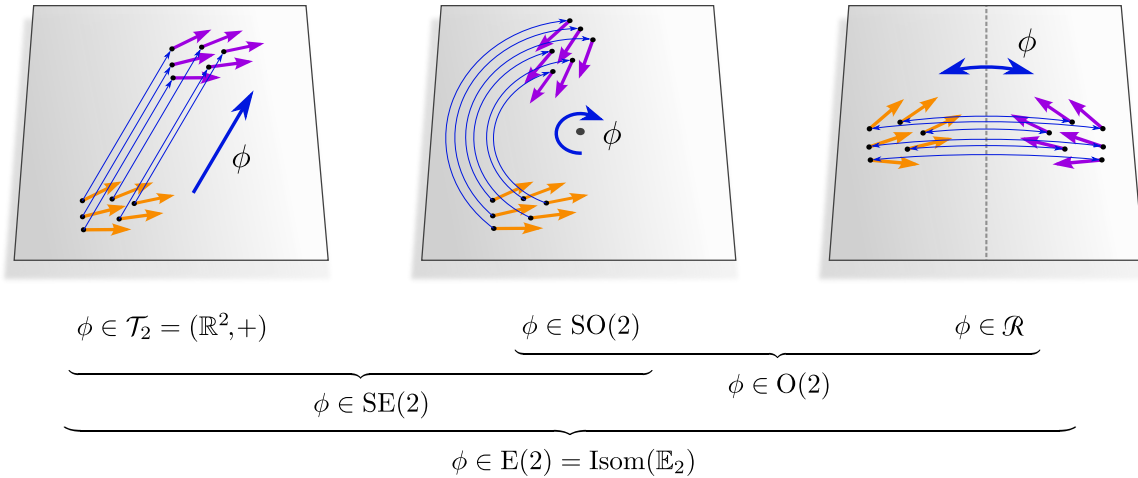 ϕ ϕ ϕ
ϕ ∈ 𝒯₂ = (ℝ²,+) ϕ ∈ SO(2) ϕ ∈ ℛ
ϕ ∈ O(2)
ϕ ∈ SE(2)
ϕ ∈ E(2) = Isom(𝔼₂)